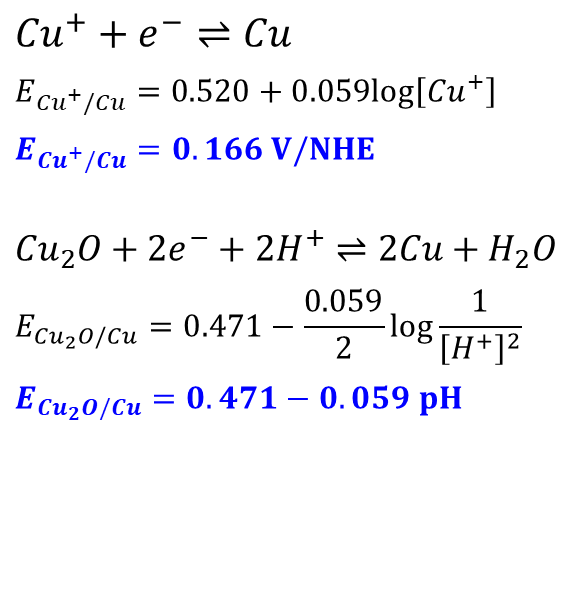 Cu⁺ + e⁻ ⇌ Cu
E_{Cu⁺/Cu} = 0.520 + 0.059log[Cu⁺]
E_{Cu⁺/Cu} = 0.166 V/NHE
Cu₂O + 2e⁻ + 2H⁺ ⇌ 2Cu + H₂O
E_{Cu₂O/Cu} = 0.471 − \frac{0.059}{2} log \frac{1}{[H⁺]²}
E_{Cu₂O/Cu} = 0.471 − 0.059 pH